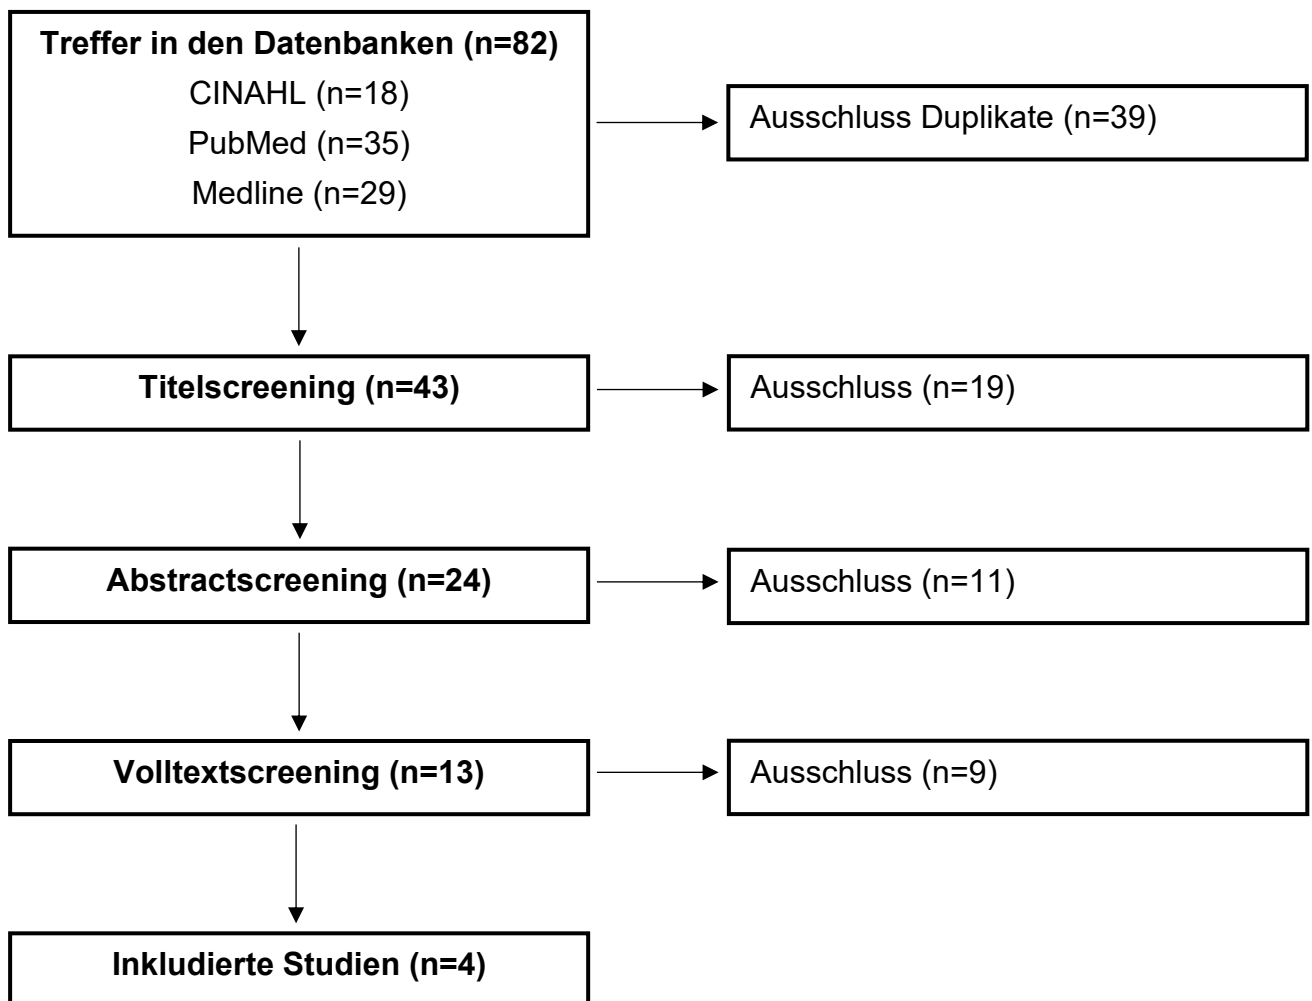 Treffer in den Datenbanken (n=82)
CINAHL (n=18)
PubMed (n=35)
Medline (n=29)
Ausschluss Duplikate (n=39)
Titelscreening (n=43)
Ausschluss (n=19)
Abstractscreening (n=24)
Ausschluss (n=11)
Volltextscreening (n=13)
Ausschluss (n=9)
Inkludierte Studien (n=4)